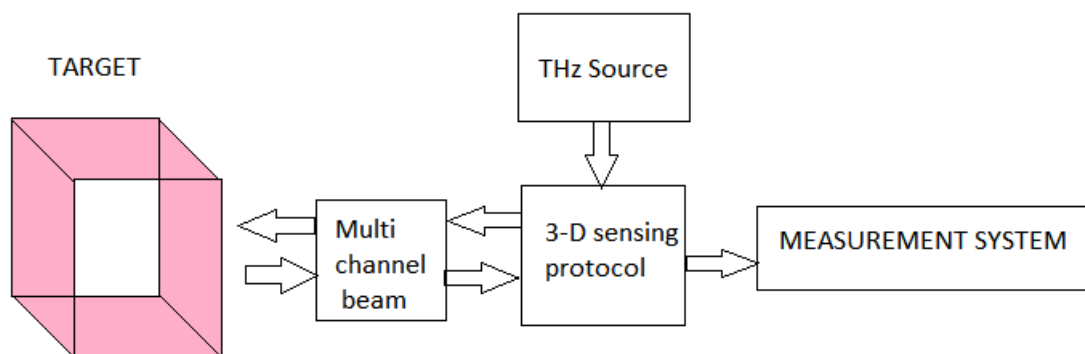 TARGET
THz Source
Multi
channel
beam
3-D sensing
protocol
MEASUREMENT SYSTEM